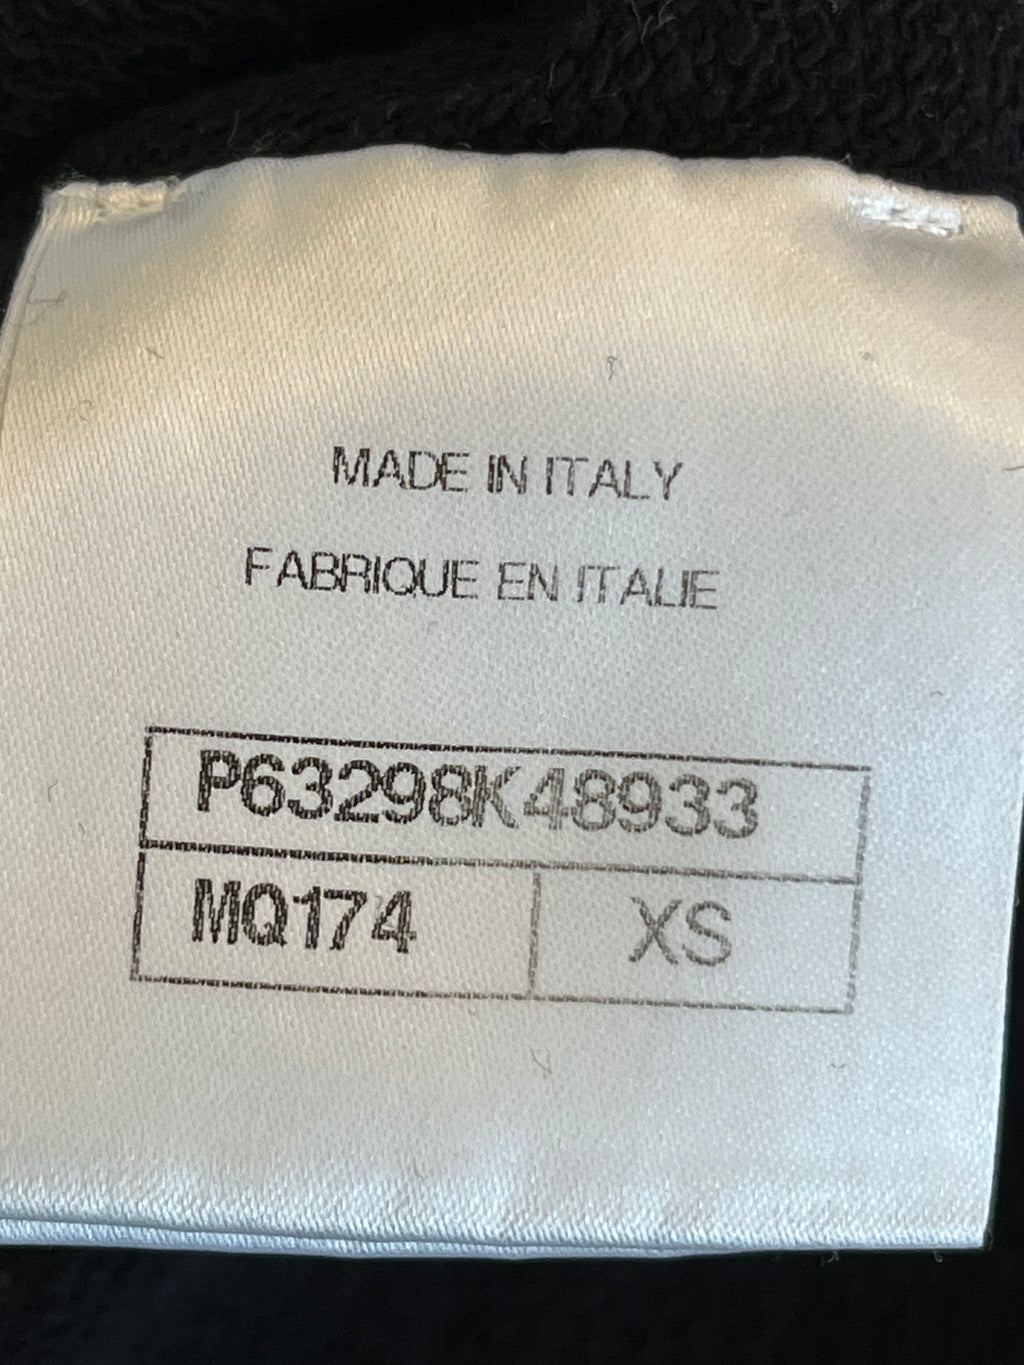 MADE IN ITALY
FABRIQUE EN ITALIE
P63298K48933
MQ174 XS